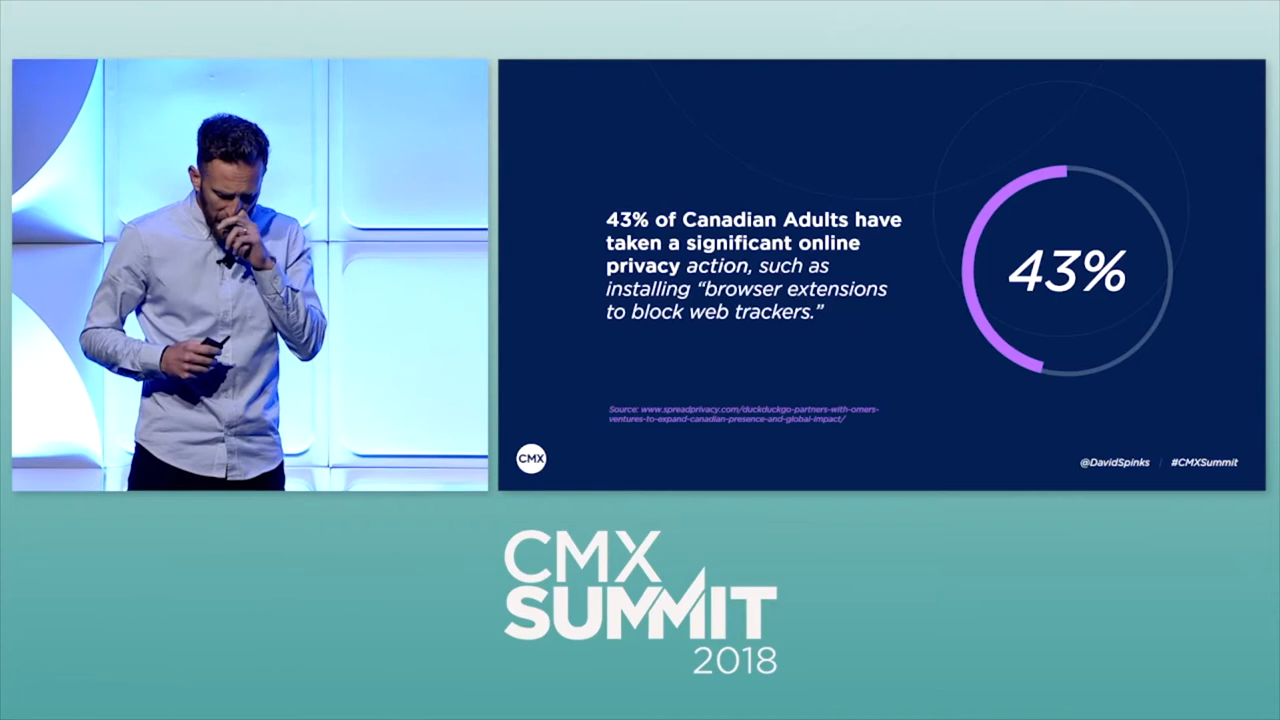 43% of Canadian Adults have
taken a significant online
privacy action, such as
installing “browser extensions
to block web trackers.”
43%
Source: www.spreadprivacy.com/duckduckgo-partners-with-omers-
ventures-to-expand-canadian-presence-and-global-impact/
CMX
@DavidSpinks | #CMXSummit
CMX
SUMMIT
2018